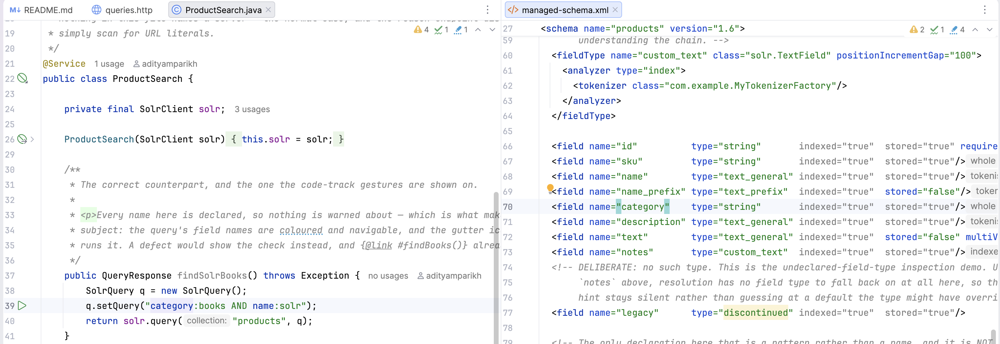 README.md
queries.http
ProductSearch.java
4 1 1
19 * simply scan for URL literals.
20 */
21 @Service 1 usage adityamparikh
22 public class ProductSearch {
23
24 private final SolrClient solr; 3 usages
25
26 ProductSearch(SolrClient solr) { this.solr = solr; }
29
30 /**
31 * The correct counterpart, and the one the code-track gestures are shown on.
32 *
33 * <p>Every name here is declared, so nothing is warned about — which is what mak
34 * subject: the query's field names are coloured and navigable, and the gutter ic
35 * runs it. A defect would show the check instead, and {@link #findBooks()} alrea
36 */
37 public QueryResponse findSolrBooks() throws Exception { no usages adityamparikh
38 SolrQuery q = new SolrQuery();
39 q.setQuery("category:books AND name:solr");
40 return solr.query( collection: "products", q);
41 }
managed-schema.xml
27 <schema name="products" version="1.6">
2 1 4
59 understanding the chain. -->
60 <fieldType name="custom_text" class="solr.TextField" positionIncrementGap="100">
61 <analyzer type="index">
62 <tokenizer class="com.example.MyTokenizerFactory"/>
63 </analyzer>
64 </fieldType>
65
66 <field name="id" type="string" indexed="true" stored="true" require
67 <field name="sku" type="string" indexed="true" stored="true"/> whole
68 <field name="name" type="text_general" indexed="true" stored="true"/> tokenis
69 <field name="name_prefix" type="text_prefix" indexed="true" stored="false"/> toker
70 <field name="category" type="string" indexed="true" stored="true"/> whole
71 <field name="description" type="text_general" indexed="true" stored="true"/> tokenis
72 <field name="text" type="text_general" indexed="true" stored="false" multiV
73 <field name="notes" type="custom_text" indexed="true" stored="true"/> indexe
74 <!-- DELIBERATE: no such type. This is the undeclared-field-type inspection demo. U
75 `notes` above, resolution has no field type to fall back on at all here, so th
76 hint stays silent rather than guessing at a default the type might have overri
77 <field name="legacy" type="discontinued" indexed="true" stored="true"/>
78
79 <!-- The only declaration here that is a pattern rather than a name, and it is NOT